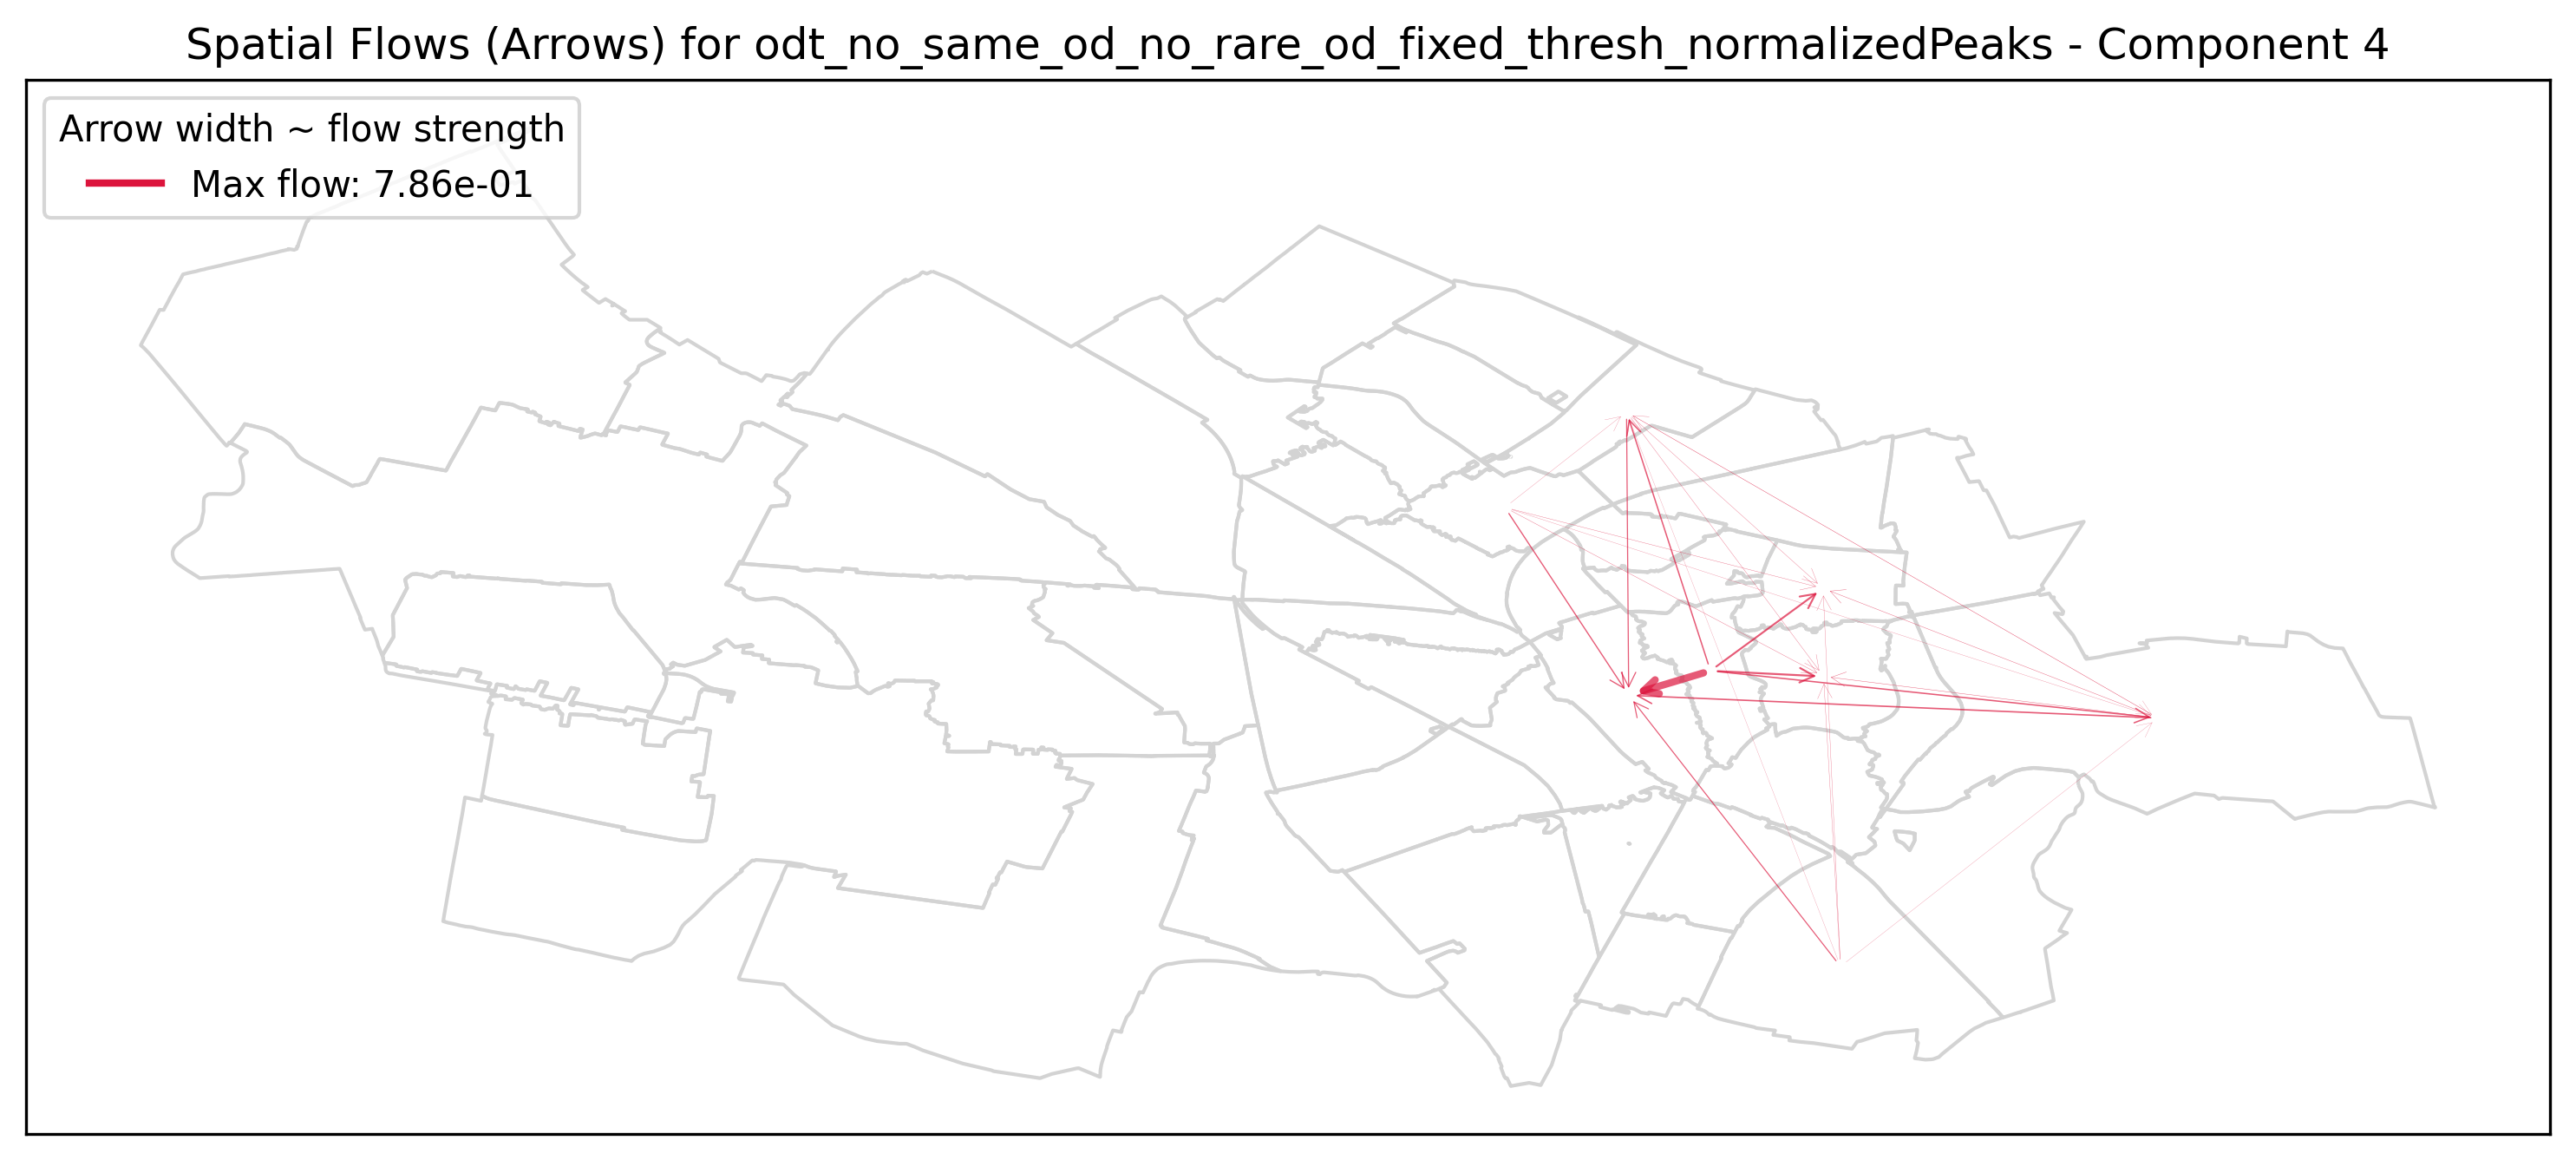 Spatial Flows (Arrows) for odt_no_same_od_no_rare_od_fixed_thresh_normalizedPeaks - Component 4
Arrow width ~ flow strength
Max flow: 7.86e-01